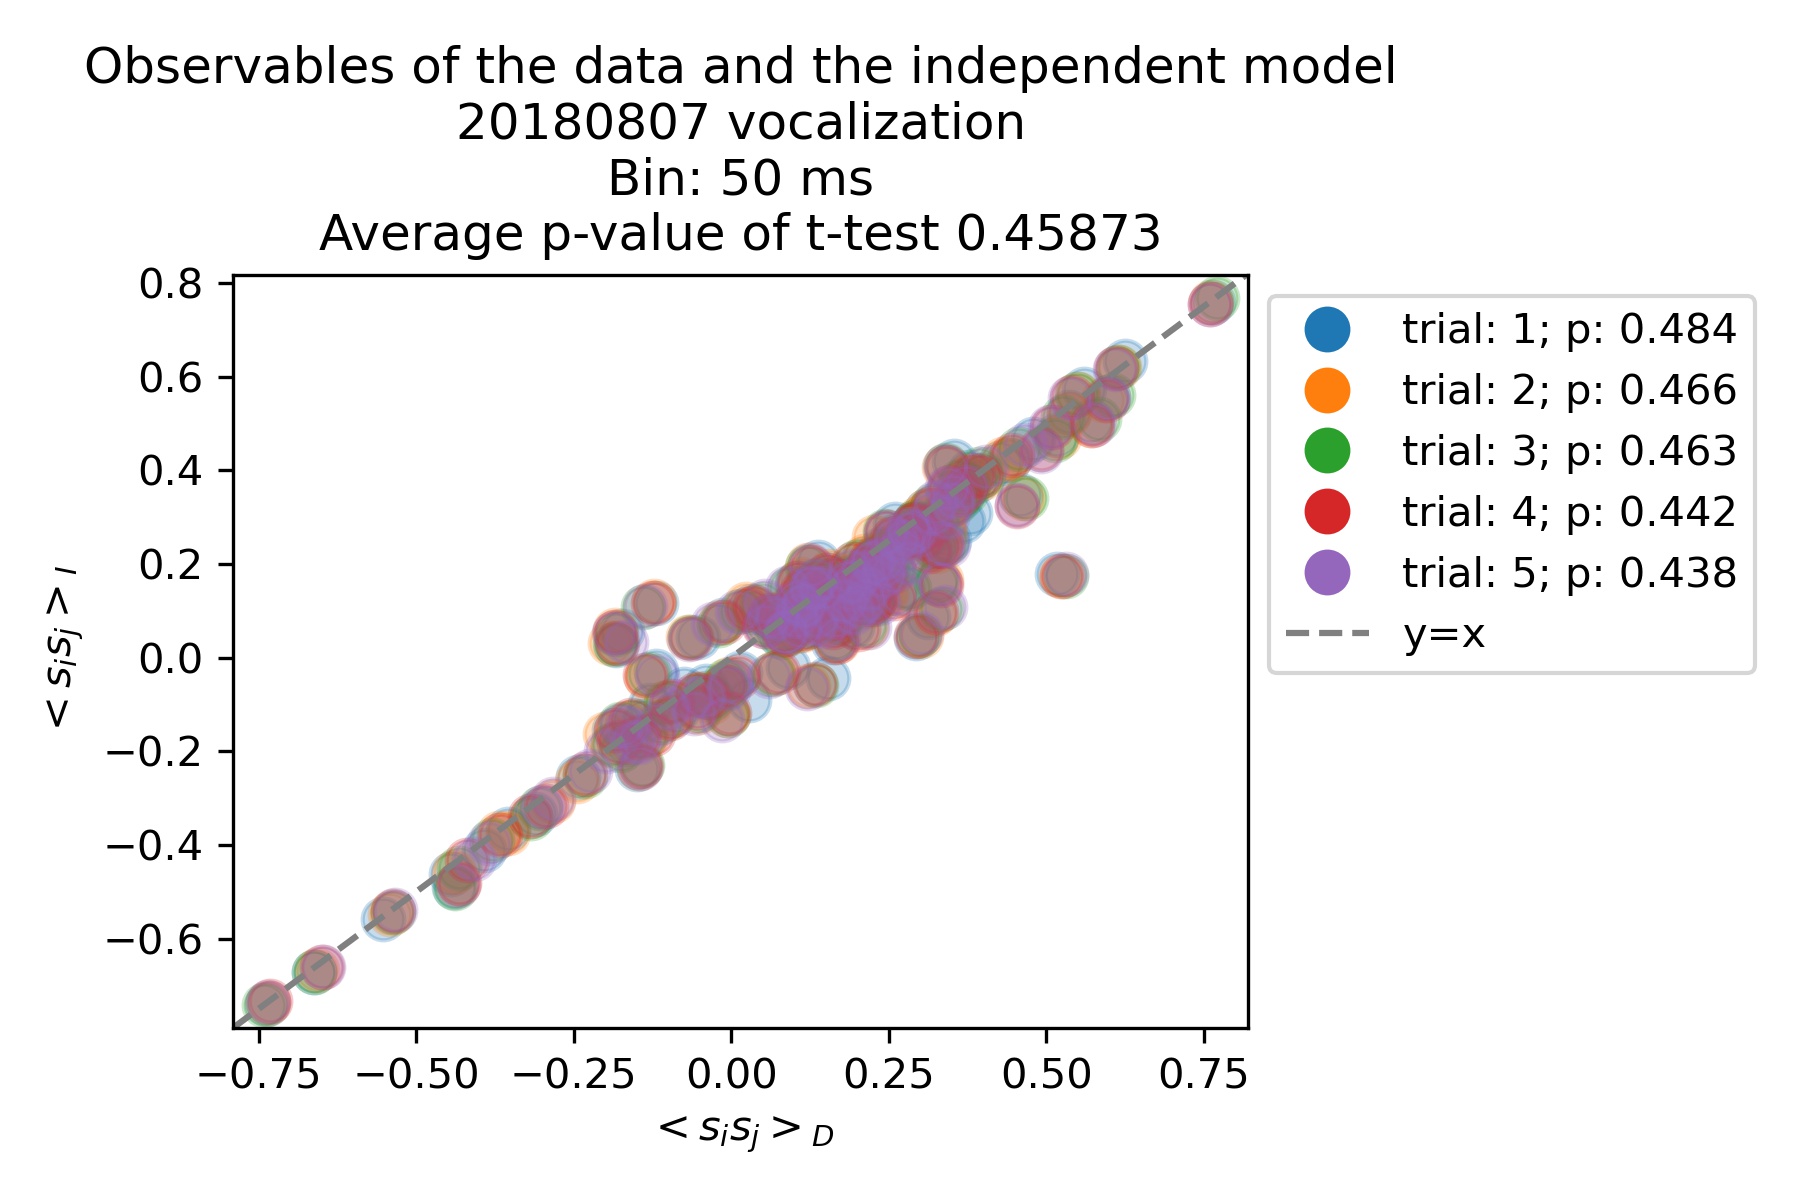 Observables of the data and the independent model
20180807 vocalization
Bin: 50 ms
Average p-value of t-test 0.45873
0.8
0.6
0.4
0.2
0.0
−0.2
−0.4
−0.6
<s_i s_j>_I
−0.75 −0.50 −0.25 0.00 0.25 0.50 0.75
<s_i s_j>_D
trial: 1; p: 0.484
trial: 2; p: 0.466
trial: 3; p: 0.463
trial: 4; p: 0.442
trial: 5; p: 0.438
y=x